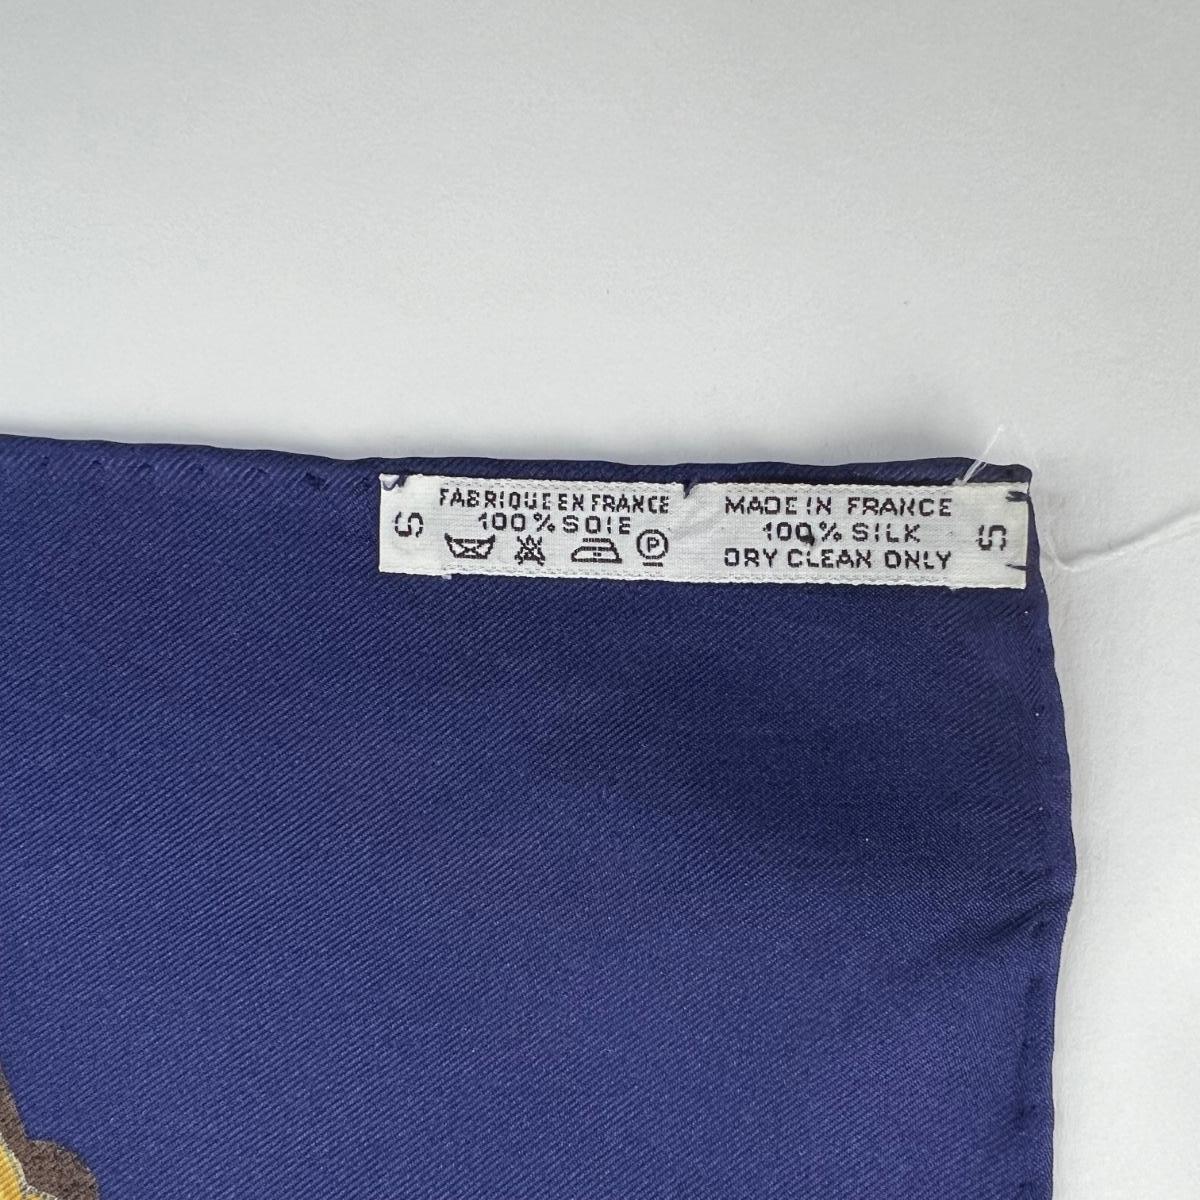 S
FABRIQUE EN FRANCE
100% SOIE
P
MADE IN FRANCE
100% SILK
DRY CLEAN ONLY
S